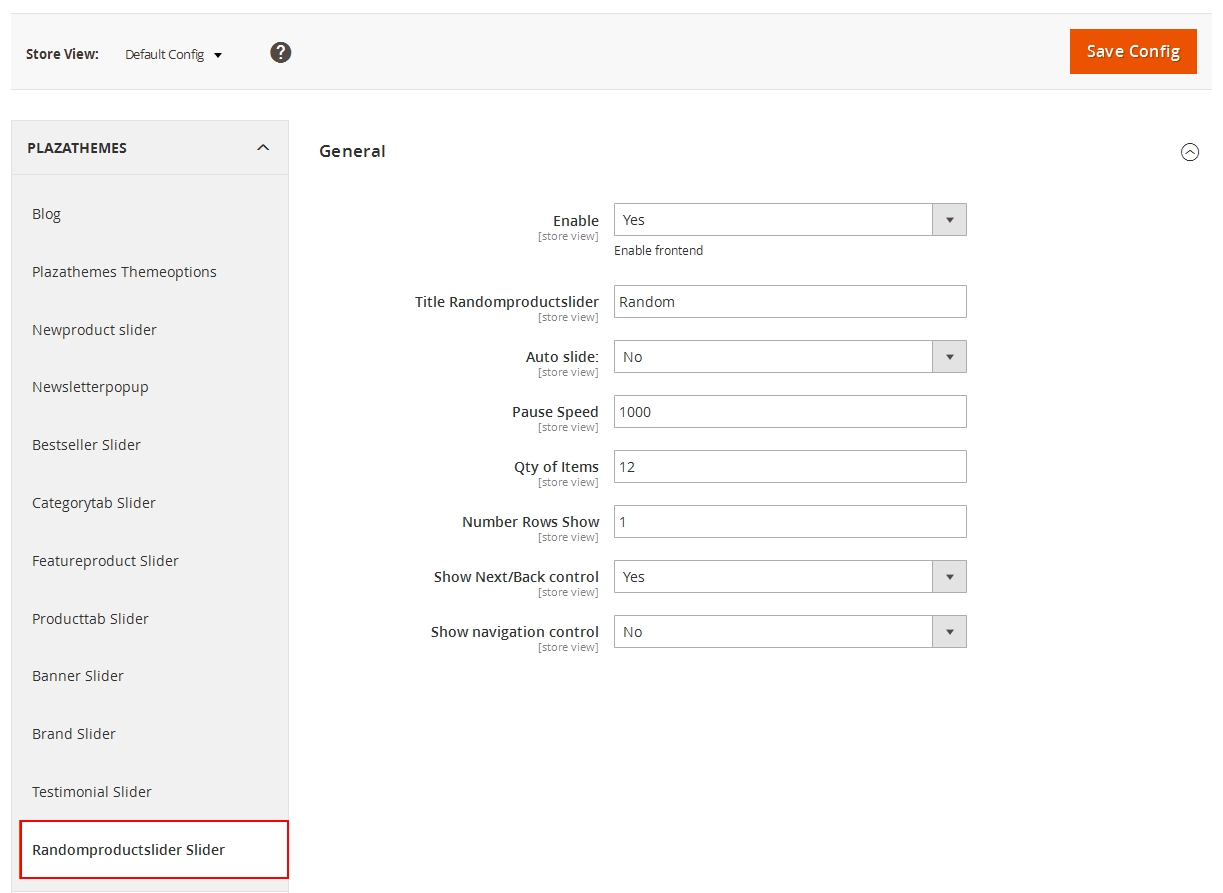 Store View: Default Config ? Save Config
PLAZATHEMES
Blog
Plazathemes Themeoptions
Newproduct slider
Newsletterpopup
Bestseller Slider
Categorytab Slider
Featureproduct Slider
Producttab Slider
Banner Slider
Brand Slider
Testimonial Slider
Randomproductslider Slider
General
Enable Yes
[store view]
Enable frontend
Title Randomproductslider Random
[store view]
Auto slide: No
[store view]
Pause Speed 1000
[store view]
Qty of Items 12
[store view]
Number Rows Show 1
[store view]
Show Next/Back control Yes
[store view]
Show navigation control No
[store view]